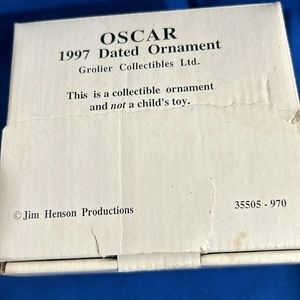 OSCAR
1997 Dated Ornament
Grolier Collectibles Ltd.
This is a collectible ornament
and not a child's toy.
© Jim Henson Productions
35505 - 970